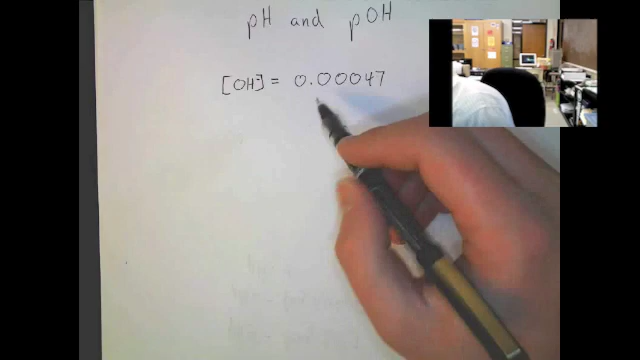 pH and pOH
[OH] = 0.00047